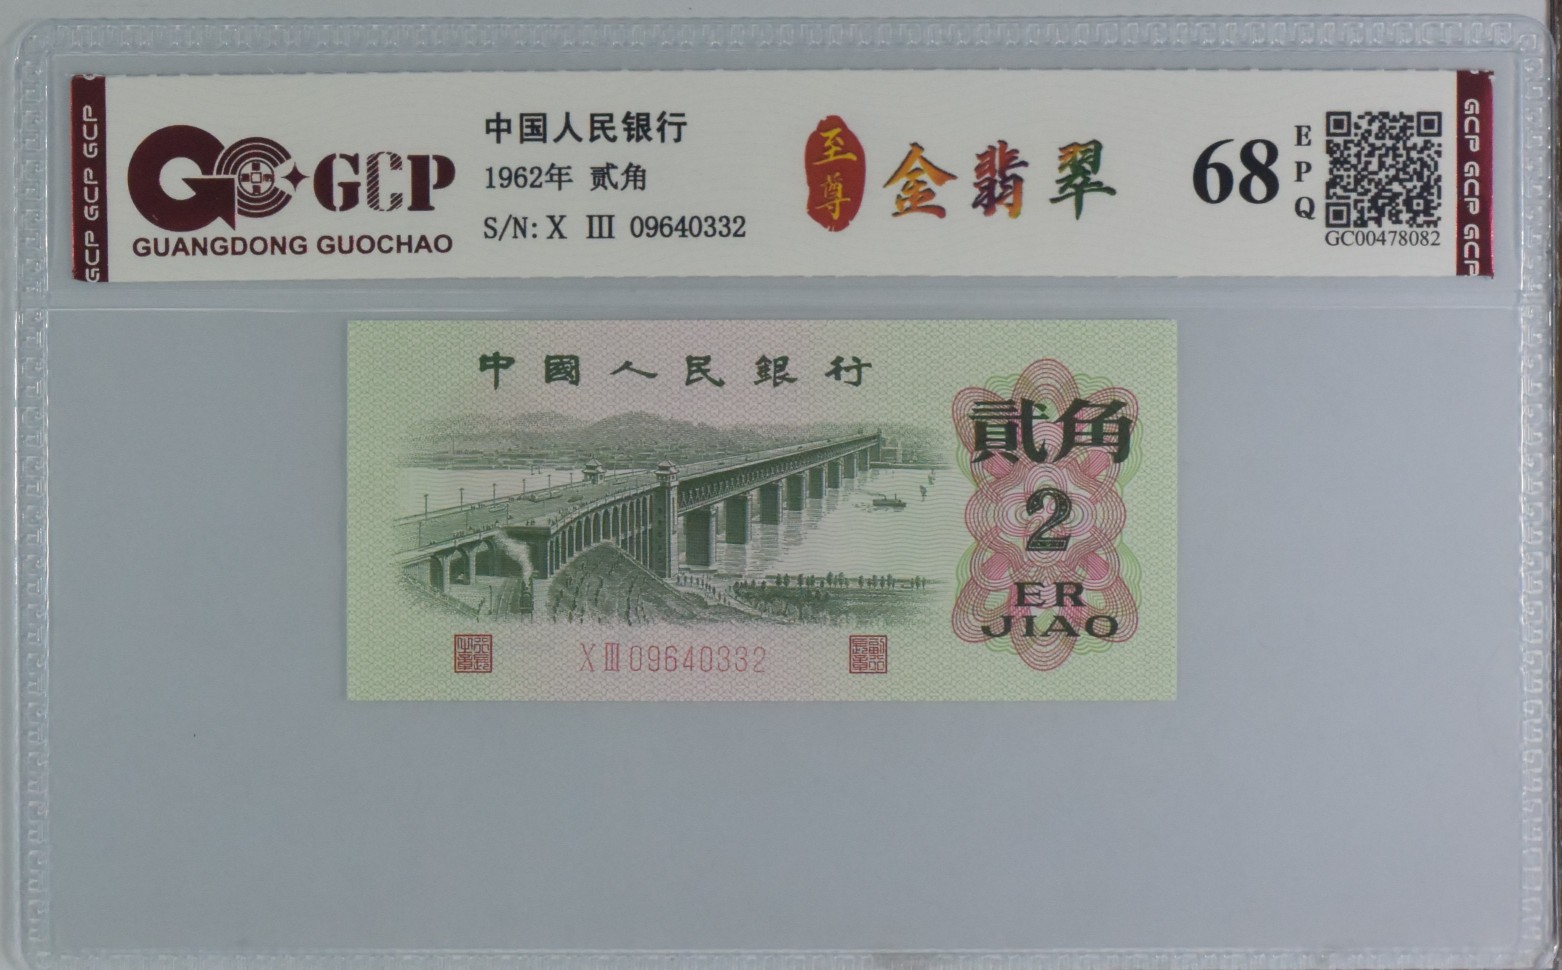 GCP GCP GCP
GCP
GUANGDONG GUOCHAO
中国人民银行
1962年 贰角
S/N: X III 09640332
至尊
金翡翠
68
EPQ
GC00478082
GCP GCP GCP
中國人民銀行
貳角
2
ER
JIAO
X III 09640332